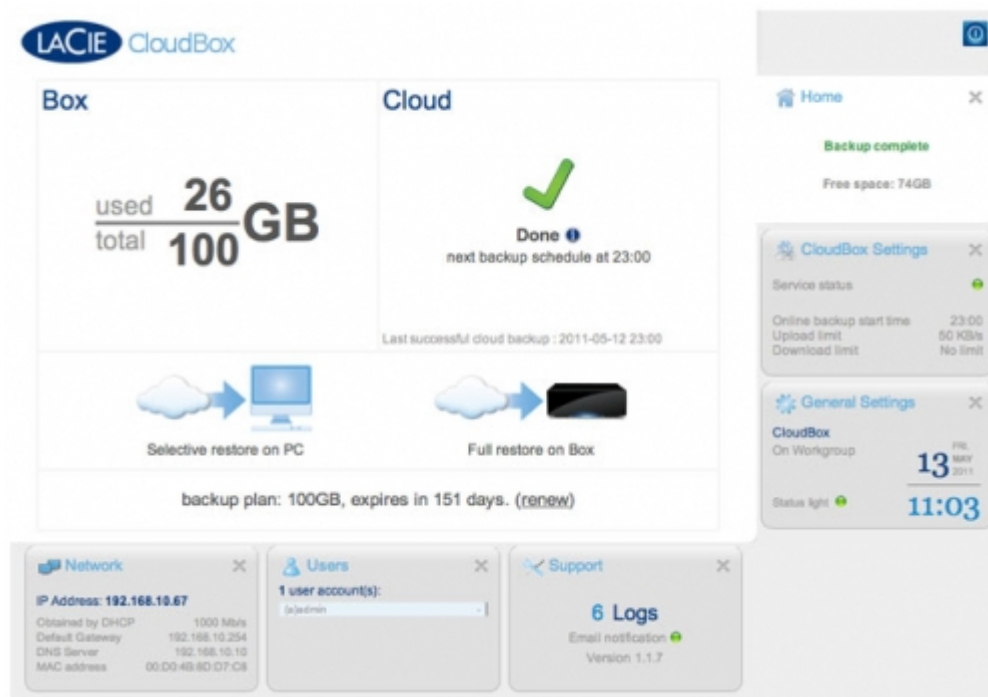 LACIE CloudBox
Box
used 26 GB
total 100
Cloud
Done
next backup schedule at 23:00
Last successful cloud backup : 2011-05-12 23:00
Selective restore on PC
Full restore on Box
backup plan: 100GB, expires in 151 days. (renew)
Home
Backup complete
Free space: 74GB
CloudBox Settings
Service status
Online backup start time 23:00
Upload limit 50 KB/s
Download limit No limit
General Settings
CloudBox
On Workgroup
13 FRI. MAY 2011
Status light
11:03
Network
IP Address: 192.168.10.67
Obtained by DHCP 1000 Mb/s
Default Gateway 192.168.10.254
DNS Server 192.168.10.10
MAC address 00:D0:4B:8D:D7:C8
Users
1 user account(s):
(a)admin
Support
6 Logs
Email notification
Version 1.1.7